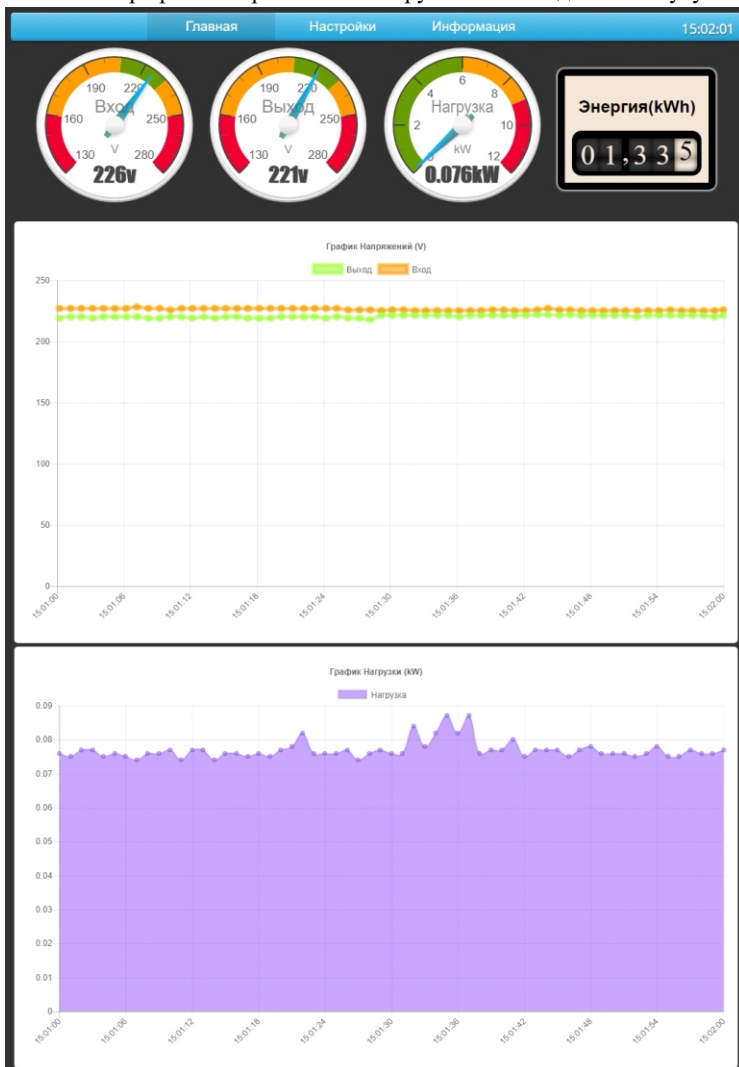 Главная Настройки Информация 15:02:01
190 220
160 250
130 280
Вход
V
226v
190 220
160 250
130 280
Выход
V
221v
6
4 8
2 10
0 12
Нагрузка
kW
0.076kW
Энергия(kWh)
01,335
График Напряжений (V)
Выход Вход
250
200
150
100
50
0
15:01:00 15:01:06 15:01:12 15:01:18 15:01:24 15:01:30 15:01:36 15:01:42 15:01:48 15:01:54 15:02:00
График Нагрузки (kW)
Нагрузка
0.09
0.08
0.07
0.06
0.05
0.04
0.03
0.02
0.01
0
15:01:00 15:01:06 15:01:12 15:01:18 15:01:24 15:01:30 15:01:36 15:01:42 15:01:48 15:01:54 15:02:00